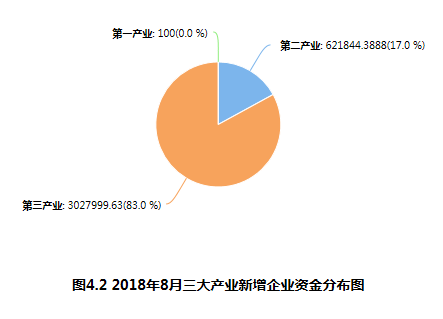 第一产业: 100(0.0 %)
第二产业: 621844.3888(17.0 %)
第三产业: 3027999.63(83.0 %)
图4.2 2018年8月三大产业新增企业资金分布图